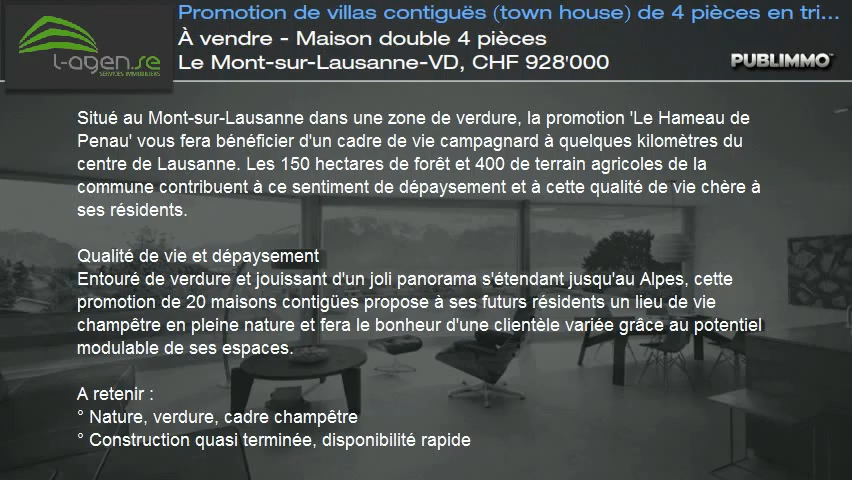 Promotion de villas contiguës (town house) de 4 pièces en tri...
À vendre - Maison double 4 pièces
Le Mont-sur-Lausanne-VD, CHF 928'000
l-agen.se
SERVICES IMMOBILIERS
PUBLIMMO™
Situé au Mont-sur-Lausanne dans une zone de verdure, la promotion 'Le Hameau de
Penau' vous fera bénéficier d'un cadre de vie campagnard à quelques kilomètres du
centre de Lausanne. Les 150 hectares de forêt et 400 de terrain agricoles de la
commune contribuent à ce sentiment de dépaysement et à cette qualité de vie chère à
ses résidents.
Qualité de vie et dépaysement
Entouré de verdure et jouissant d'un joli panorama s'étendant jusqu'au Alpes, cette
promotion de 20 maisons contigües propose à ses futurs résidents un lieu de vie
champêtre en pleine nature et fera le bonheur d'une clientèle variée grâce au potentiel
modulable de ses espaces.
A retenir :
° Nature, verdure, cadre champêtre
° Construction quasi terminée, disponibilité rapide